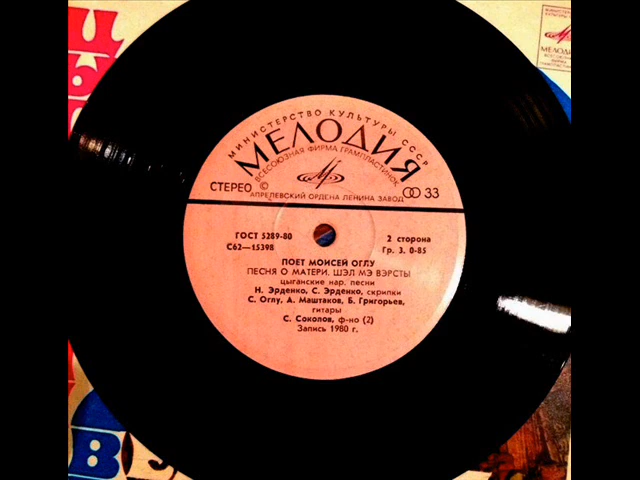 МИНИСТЕРСТВО КУЛЬТУРЫ СССР
МЕЛОДИЯ
ВСЕСОЮЗНАЯ ФИРМА ГРАМПЛАСТИНОК
СТЕРЕО
33
АПРЕЛЕВСКИЙ ОРДЕНА ЛЕНИНА ЗАВОД
ГОСТ 5289-80
2 сторона
С62—15398
Гр. 3. 0-85
ПОЕТ МОИСЕЙ ОГЛУ
ПЕСНЯ О МАТЕРИ. ШЭЛ МЭ ВЭРСТЫ
цыганские нар. песни
Н. Эрденко, С. Эрденко, скрипки
С. Оглу, А. Маштаков, Б. Григорьев,
гитары
С. Соколов, ф-но (2)
Запись 1980 г.
МЕЛОДИЯ